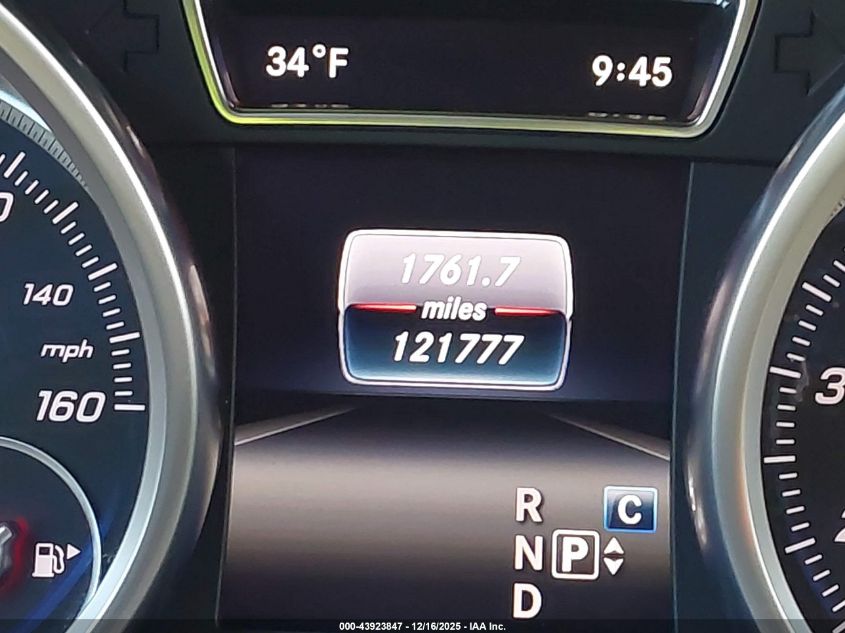 34°F 9:45
1761.7
miles
121777
140
mph
160
R C
N P
D
000-43923847 - 12/16/2025 - IAA Inc.